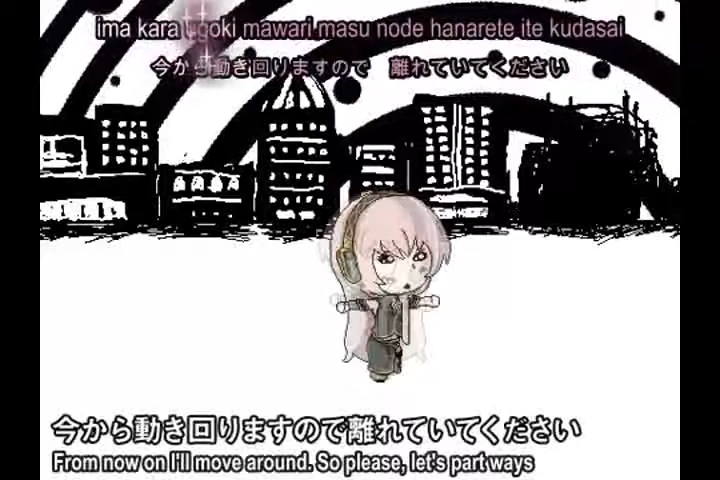 ima kara ugoki mawari masu node hanarete ite kudasai
今から動き回りますので 離れていてください
今から動き回りますので離れていてください
From now on I'll move around. So please, let's part ways